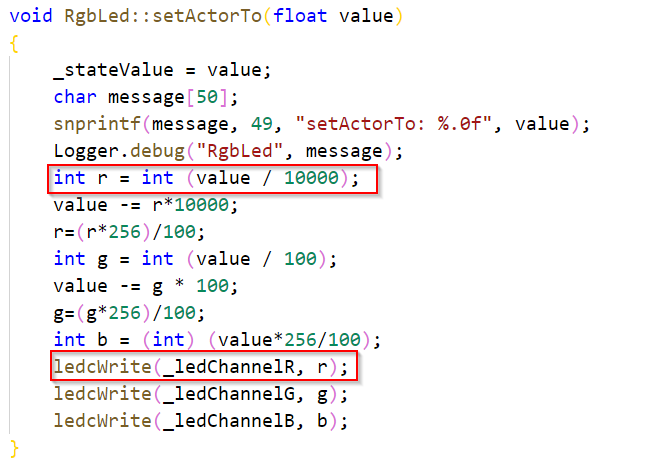 void RgbLed::setActorTo(float value)
{
    _stateValue = value;
    char message[50];
    snprintf(message, 49, "setActorTo: %.0f", value);
    Logger.debug("RgbLed", message);
    int r = int (value / 10000);
    value -= r*10000;
    r=(r*256)/100;
    int g = int (value / 100);
    value -= g * 100;
    g=(g*256)/100;
    int b = (int) (value*256/100);
    ledcWrite(_ledChannelR, r);
    ledcWrite(_ledChannelG, g);
    ledcWrite(_ledChannelB, b);
}